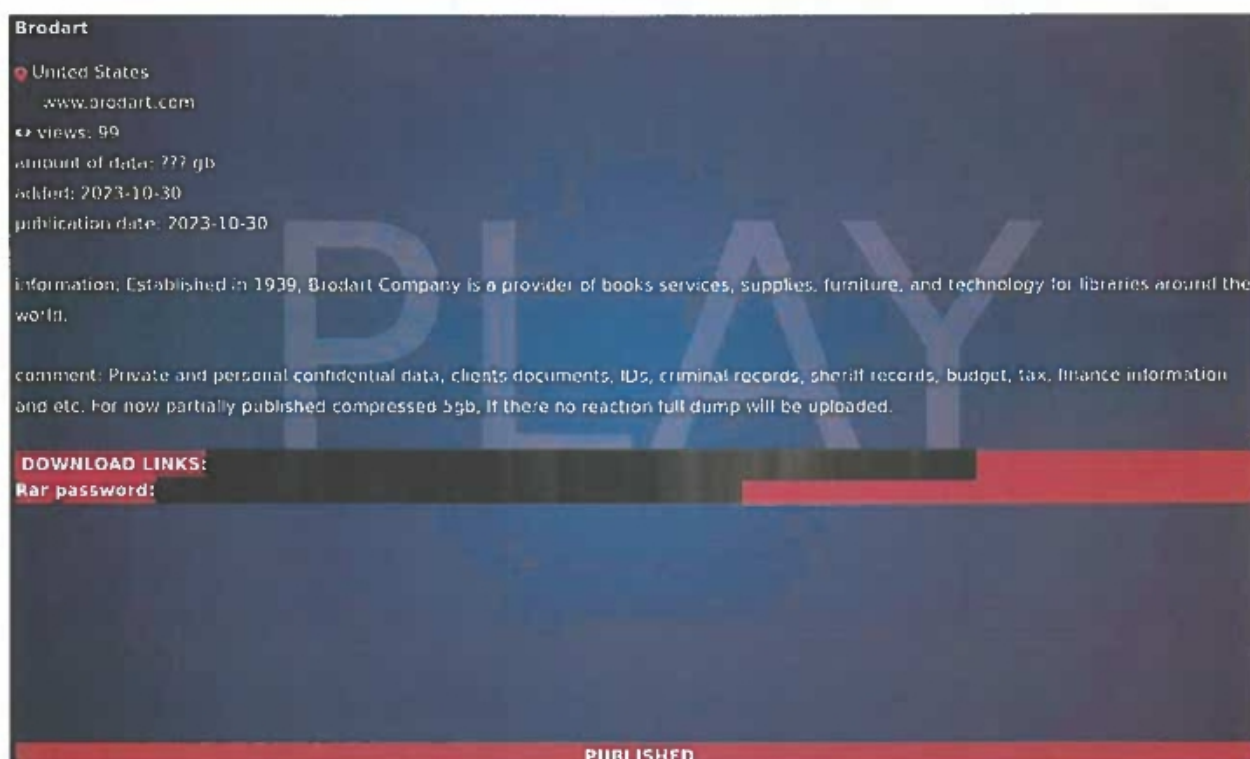 Brodart
United States
www.brodart.com
<> views: 99
amount of data: ??? gb
added: 2023-10-30
publication date: 2023-10-30
PLAY
information: Established in 1939, Brodart Company is a provider of books services, supplies, furniture, and technology for libraries around the
world.
comment: Private and personal confidential data, clients documents, IDs, criminal records, sheriff records, budget, tax, finance information
and etc. For now partially published compressed 5gb, if there no reaction full dump will be uploaded.
DOWNLOAD LINKS:
Rar password:
PUBLISHED